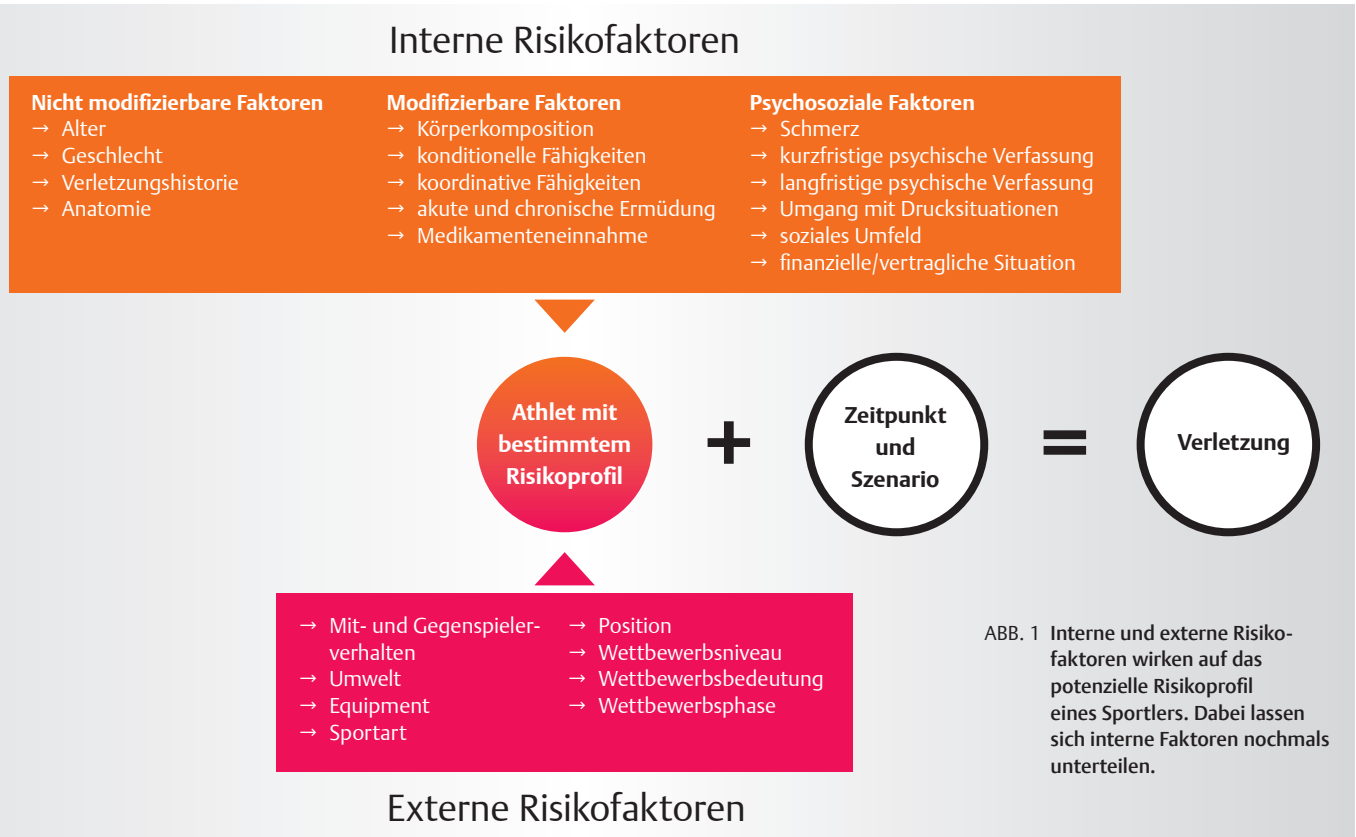 Interne Risikofaktoren
Nicht modifizierbare Faktoren
→ Alter
→ Geschlecht
→ Verletzungshistorie
→ Anatomie
Modifizierbare Faktoren
→ Körperkomposition
→ konditionelle Fähigkeiten
→ koordinative Fähigkeiten
→ akute und chronische Ermüdung
→ Medikamenteneinnahme
Psychosoziale Faktoren
→ Schmerz
→ kurzfristige psychische Verfassung
→ langfristige psychische Verfassung
→ Umgang mit Drucksituationen
→ soziales Umfeld
→ finanzielle/vertragliche Situation
Athlet mit
bestimmtem
Risikoprofil
+
Zeitpunkt
und
Szenario
=
Verletzung
→ Mit- und Gegenspieler-
verhalten
→ Umwelt
→ Equipment
→ Sportart
→ Position
→ Wettbewerbsniveau
→ Wettbewerbsbedeutung
→ Wettbewerbsphase
Externe Risikofaktoren
ABB. 1 Interne und externe Risiko-
faktoren wirken auf das
potenzielle Risikoprofil
eines Sportlers. Dabei lassen
sich interne Faktoren nochmals
unterteilen.